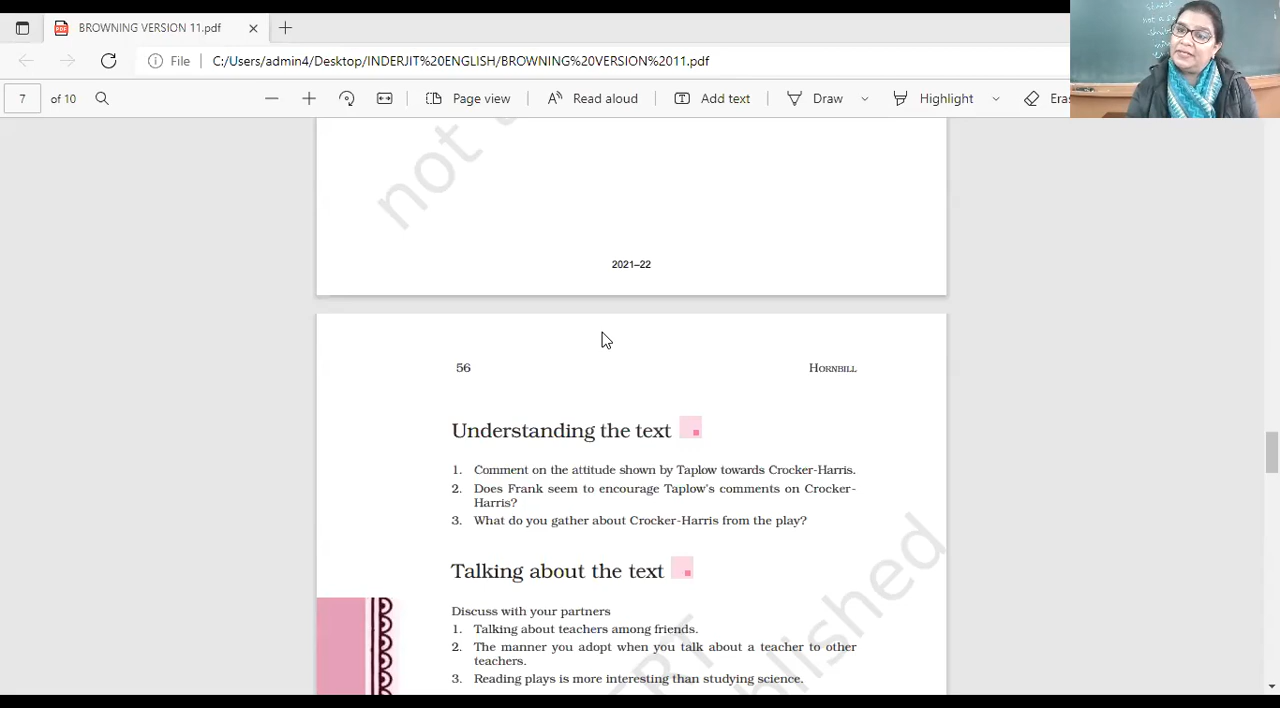 BROWNING VERSION 11.pdf
File C:/Users/admin4/Desktop/INDERJIT%20ENGLISH/BROWNING%20VERSION%2011.pdf
7 of 10 Page view Read aloud Add text Draw Highlight Eras
not
2021–22
56 HORNBILL
Understanding the text
1. Comment on the attitude shown by Taplow towards Crocker-Harris.
2. Does Frank seem to encourage Taplow's comments on Crocker-
Harris?
3. What do you gather about Crocker-Harris from the play?
Talking about the text
Discuss with your partners
1. Talking about teachers among friends.
2. The manner you adopt when you talk about a teacher to other
teachers.
3. Reading plays is more interesting than studying science.